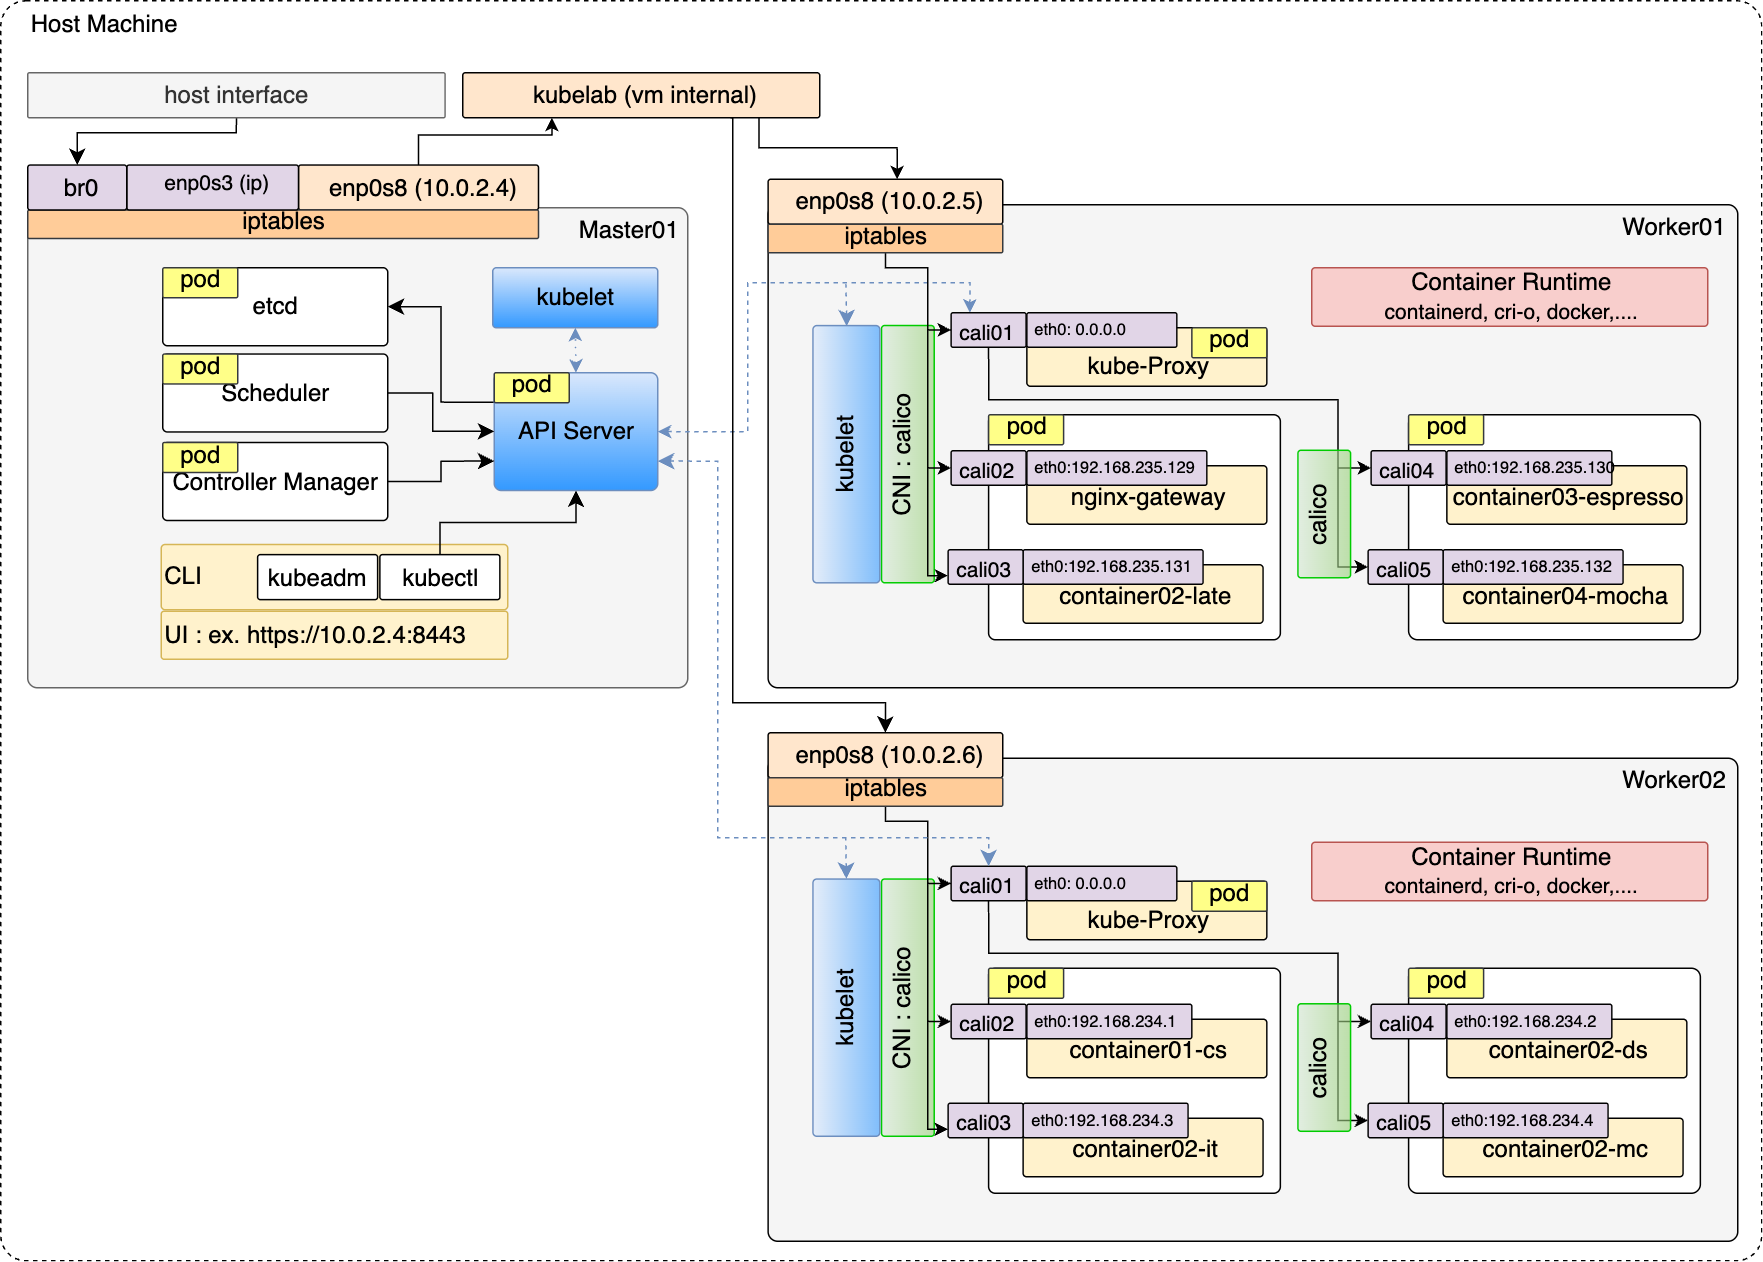 Host Machine
host interface
kubelab (vm internal)
br0
enp0s3 (ip)
enp0s8 (10.0.2.4)
iptables
Master01
pod
etcd
kubelet
pod
Scheduler
pod
API Server
pod
Controller Manager
CLI
kubeadm
kubectl
UI : ex. https://10.0.2.4:8443
enp0s8 (10.0.2.5)
iptables
Worker01
Container Runtime
containerd, cri-o, docker,....
kubelet
CNI : calico
cali01
eth0: 0.0.0.0
pod
kube-Proxy
pod
cali02
eth0:192.168.235.129
nginx-gateway
cali03
eth0:192.168.235.131
container02-late
calico
pod
cali04
eth0:192.168.235.130
container03-espresso
cali05
eth0:192.168.235.132
container04-mocha
enp0s8 (10.0.2.6)
iptables
Worker02
Container Runtime
containerd, cri-o, docker,....
kubelet
CNI : calico
cali01
eth0: 0.0.0.0
pod
kube-Proxy
pod
cali02
eth0:192.168.234.1
container01-cs
cali03
eth0:192.168.234.3
container02-it
calico
pod
cali04
eth0:192.168.234.2
container02-ds
cali05
eth0:192.168.234.4
container02-mc